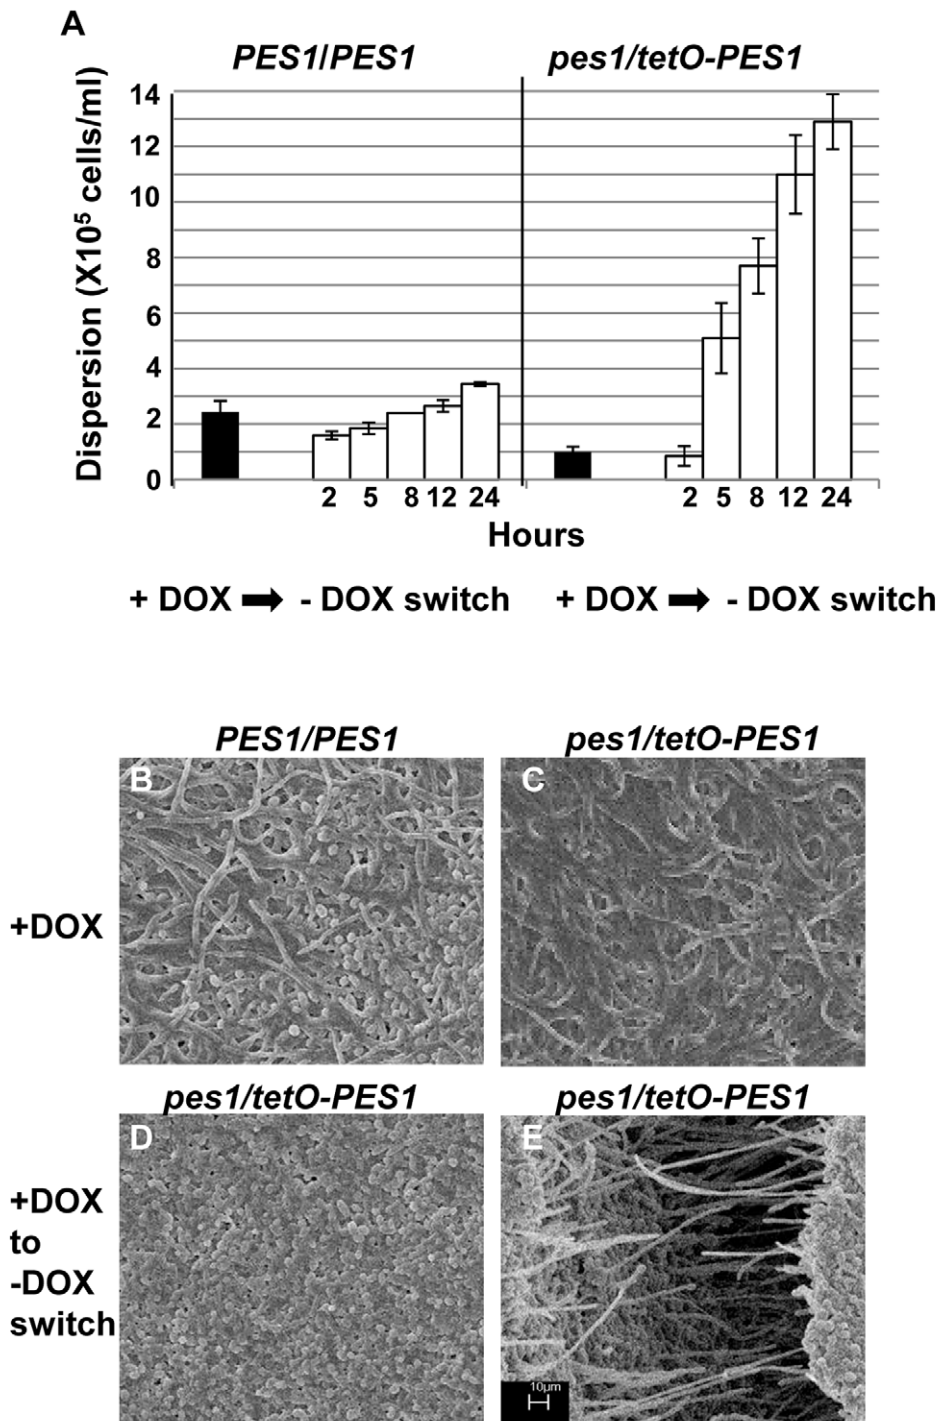 A
PES1/PES1 pes1/tetO-PES1
Dispersion (X10⁵ cells/ml)
14
12
10
8
6
4
2
0
2 5 8 12 24 2 5 8 12 24
Hours
+ DOX ➡ - DOX switch + DOX ➡ - DOX switch
PES1/PES1 pes1/tetO-PES1
B C
+DOX
pes1/tetO-PES1 pes1/tetO-PES1
D E
+DOX
to
-DOX
switch
10μm